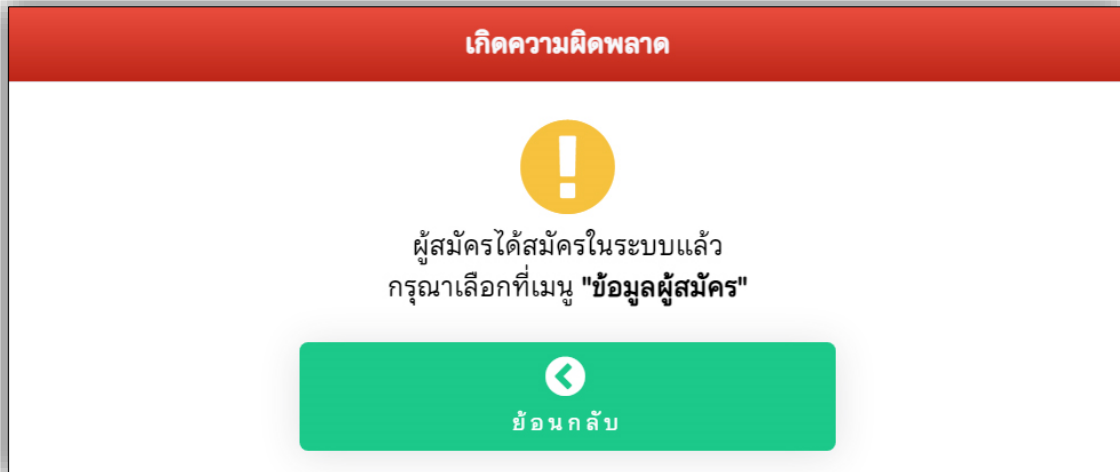 เกิดความผิดพลาด
ผู้สมัครได้สมัครในระบบแล้ว
กรุณาเลือกที่เมนู "ข้อมูลผู้สมัคร"
ย้อนกลับ